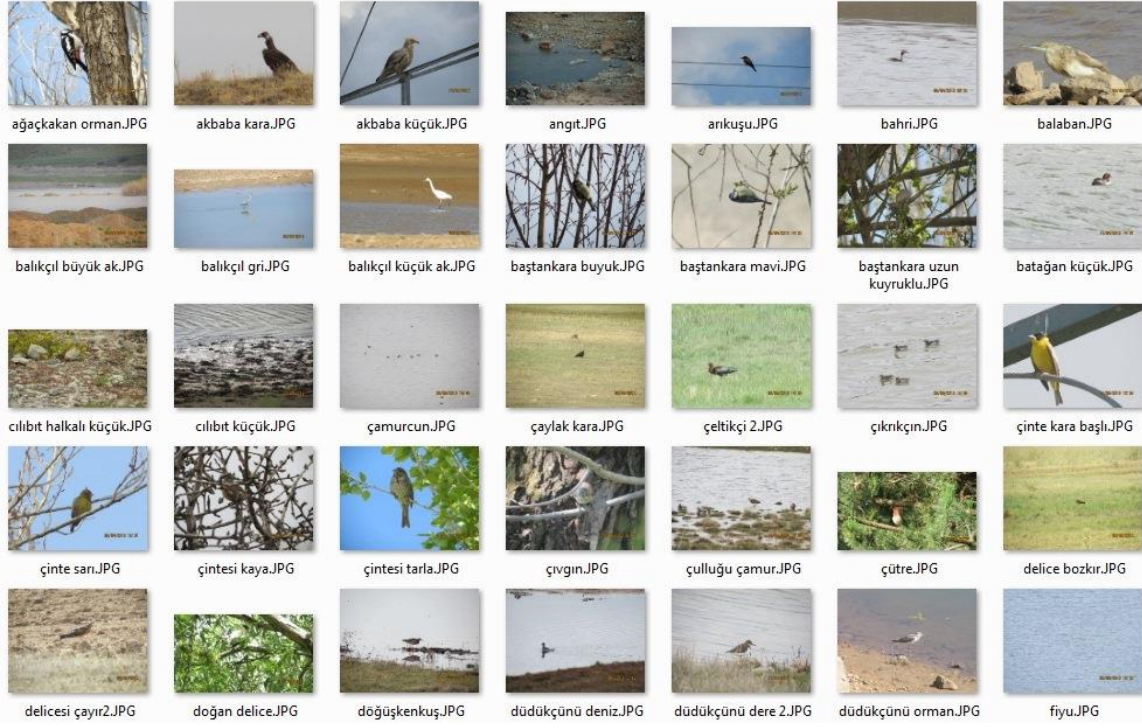 ağaçkakan orman.JPG
akbaba kara.JPG
akbaba küçük.JPG
angıt.JPG
arıkuşu.JPG
bahri.JPG
balaban.JPG
balıkçıl büyük ak.JPG
balıkçıl gri.JPG
balıkçıl küçük ak.JPG
baştankara buyuk.JPG
baştankara mavi.JPG
baştankara uzun
kuyruklu.JPG
batağan küçük.JPG
cılıbıt halkalı küçük.JPG
cılıbıt küçük.JPG
çamurcun.JPG
çaylak kara.JPG
çeltikçi 2.JPG
çıkrıkçın.JPG
çinte kara başlı.JPG
çinte sarı.JPG
çintesi kaya.JPG
çintesi tarla.JPG
çıvgın.JPG
çulluğu çamur.JPG
çütre.JPG
delice bozkır.JPG
delicesi çayır2.JPG
doğan delice.JPG
döğüşkenkuş.JPG
düdükçünü deniz.JPG
düdükçünü dere 2.JPG
düdükçünü orman.JPG
fiyu.JPG